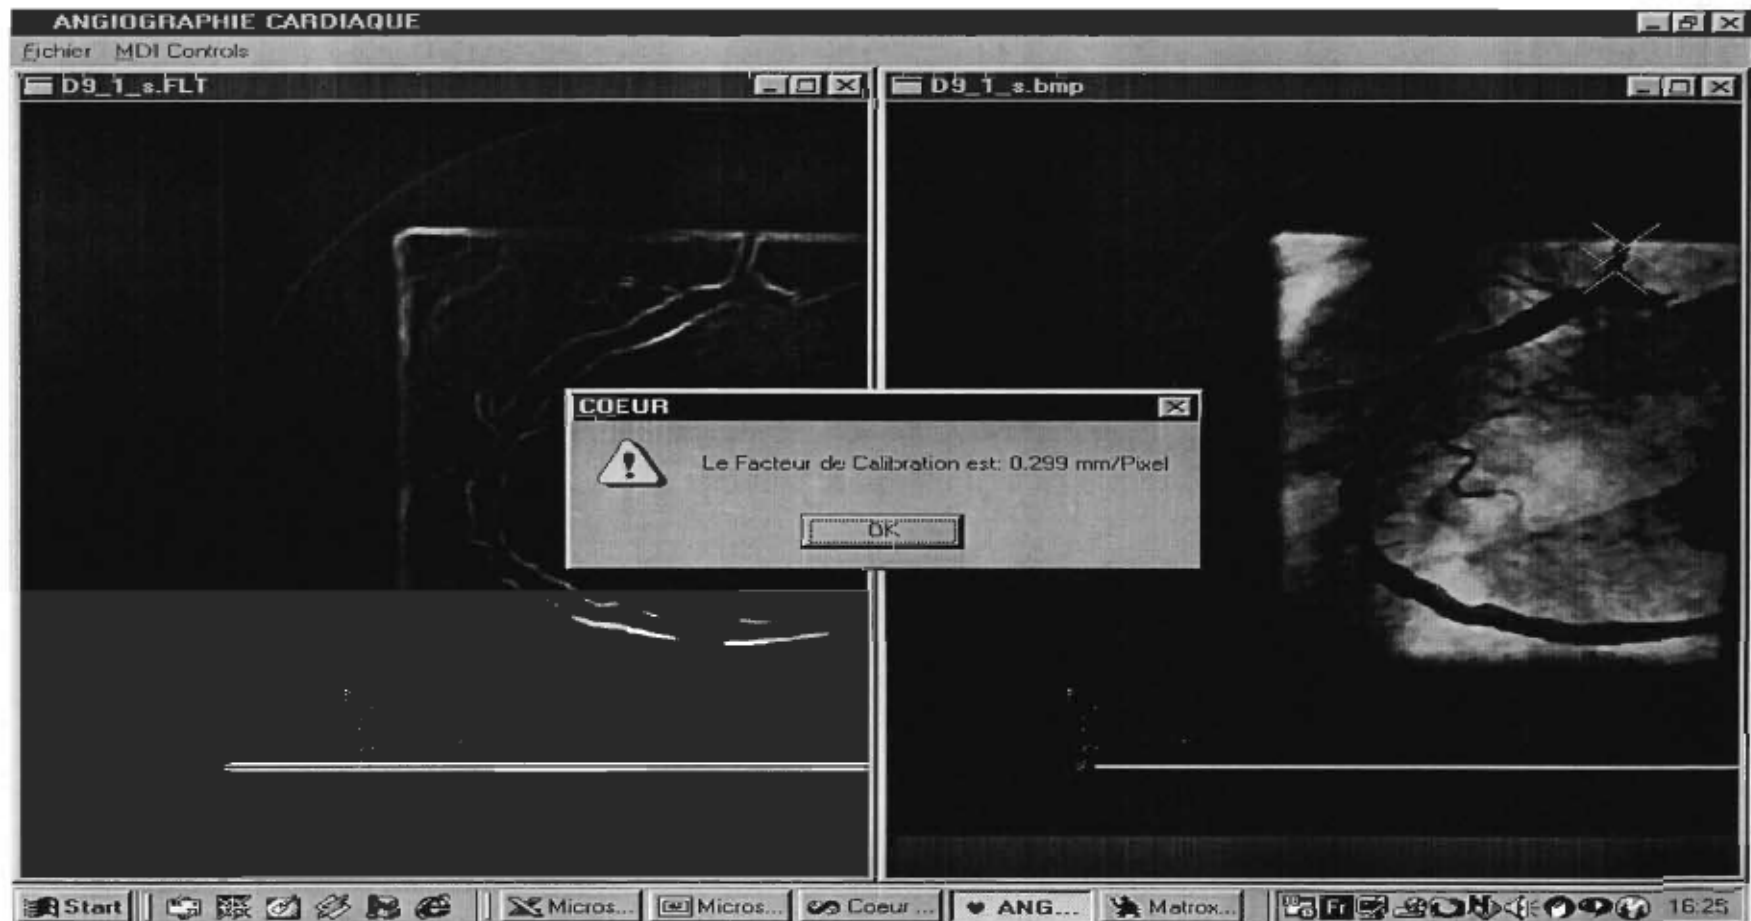 ANGIOGRAPHIE CARDIAQUE
Fichier MDI Controls
D9_1_s.FLT
D9_1_s.bmp
COEUR
Le Facteur de Calibration est: 0.299 mm/Pixel
OK
Start Micros... Micros... Coeur ... ANG... Matrox... Fr 16:25